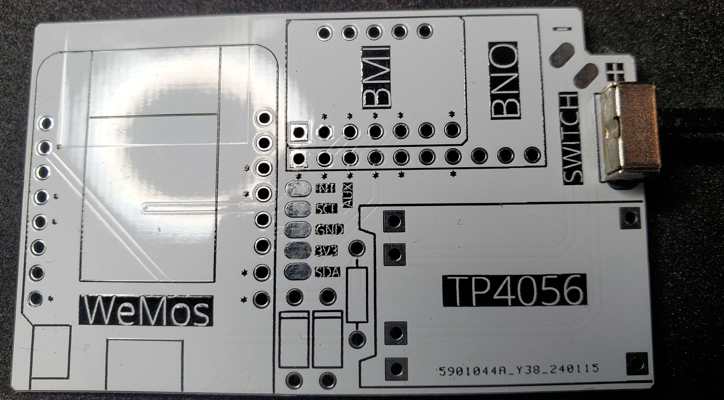 BMI
BNO
SWITCH
INT
AUX
SCL
GND
3V3
SDA
WeMos
TP4056
5901044A_Y38_240115